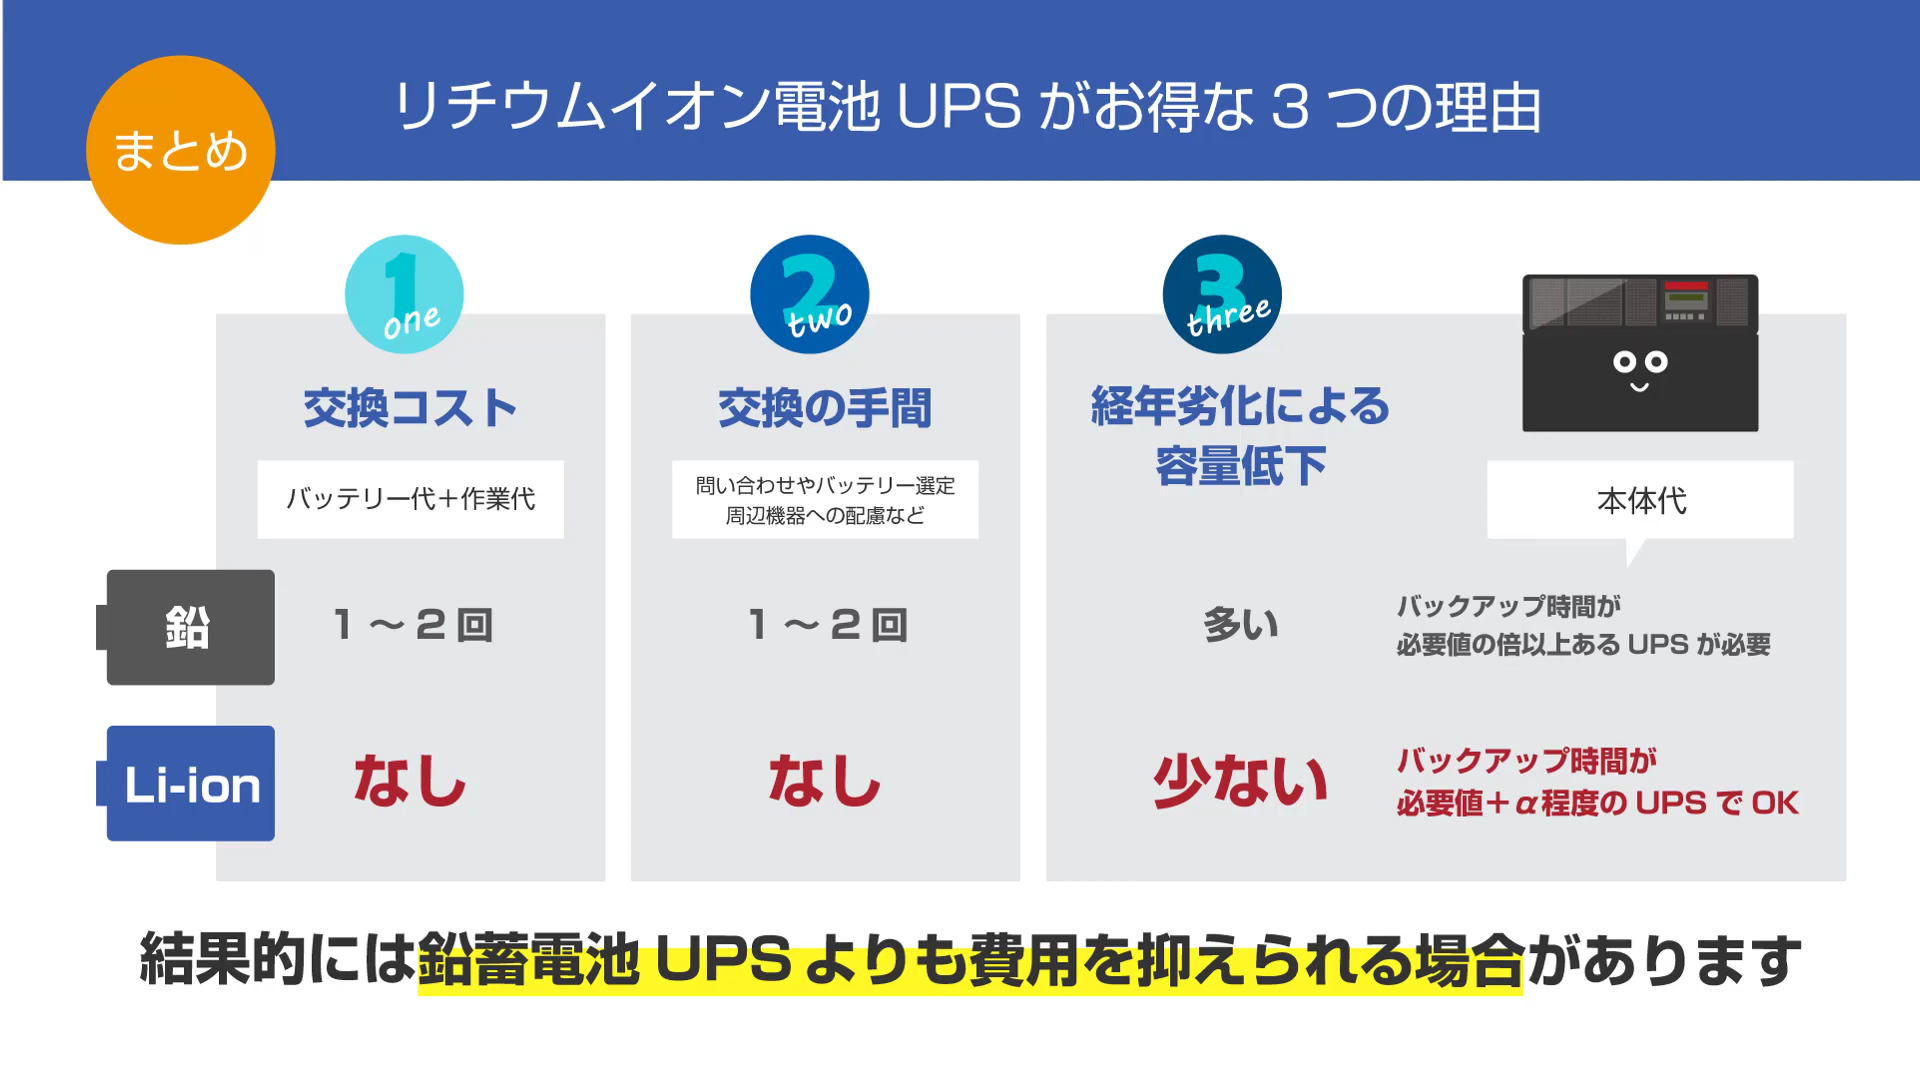 まとめ
リチウムイオン電池 UPS がお得な 3 つの理由
1
one
交換コスト
バッテリー代＋作業代
2
two
交換の手間
問い合わせやバッテリー選定
周辺機器への配慮など
3
three
経年劣化による
容量低下
本体代
鉛
1 ～ 2 回
1 ～ 2 回
多い
バックアップ時間が
必要値の倍以上ある UPS が必要
Li-ion
なし
なし
少ない
バックアップ時間が
必要値＋α程度の UPS で OK
結果的には鉛蓄電池 UPS よりも費用を抑えられる場合があります